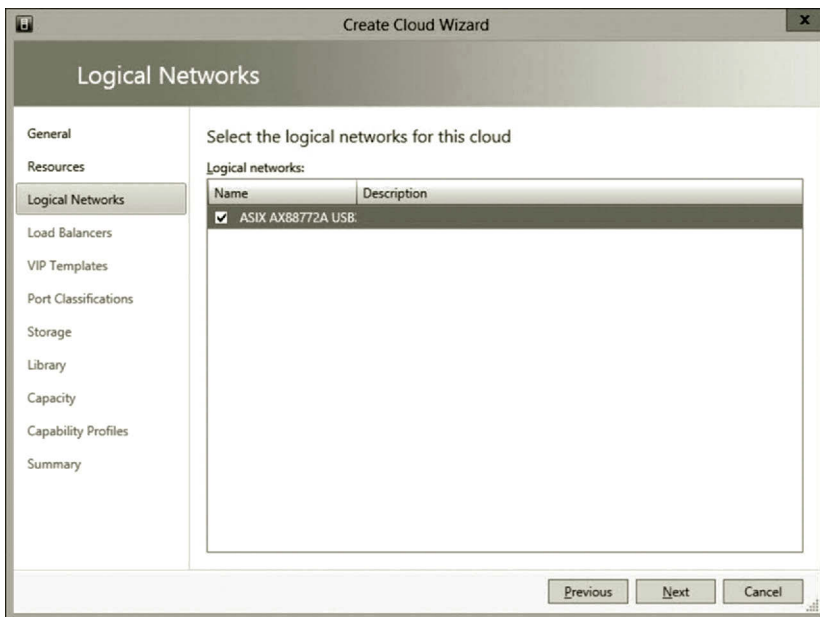 Create Cloud Wizard
x
Logical Networks
General
Resources
Logical Networks
Load Balancers
VIP Templates
Port Classifications
Storage
Library
Capacity
Capability Profiles
Summary
Select the logical networks for this cloud
Logical networks:
Name Description
ASIX AX88772A USB
Previous Next Cancel